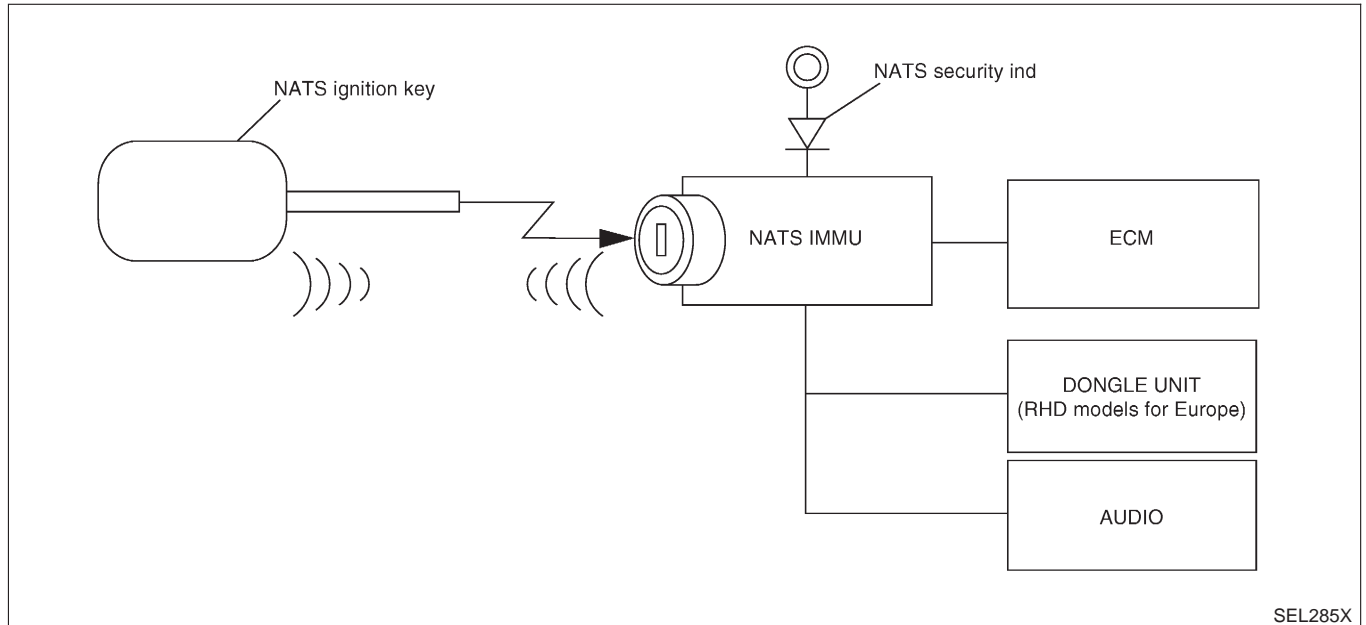 NATS ignition key
NATS security ind
NATS IMMU
ECM
DONGLE UNIT
(RHD models for Europe)
AUDIO
SEL285X